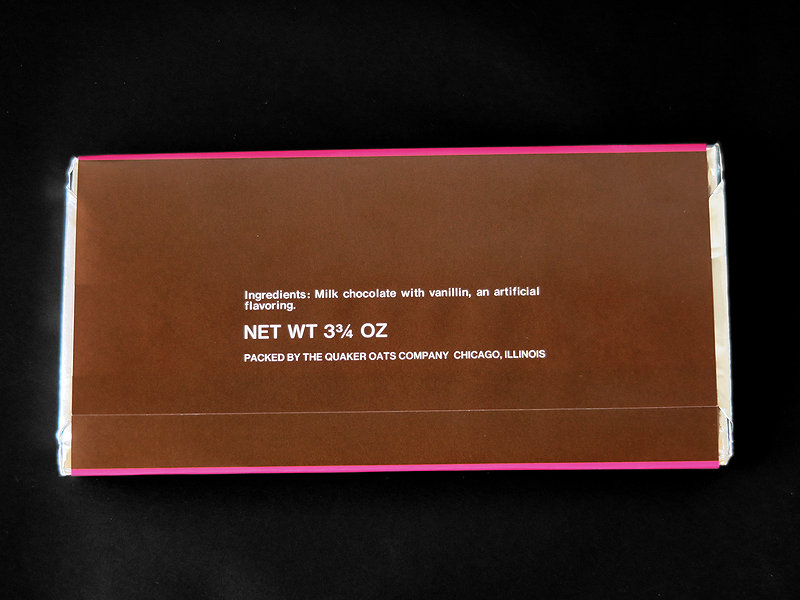 Ingredients: Milk chocolate with vanillin, an artificial
flavoring.
NET WT 3¾ OZ
PACKED BY THE QUAKER OATS COMPANY CHICAGO, ILLINOIS